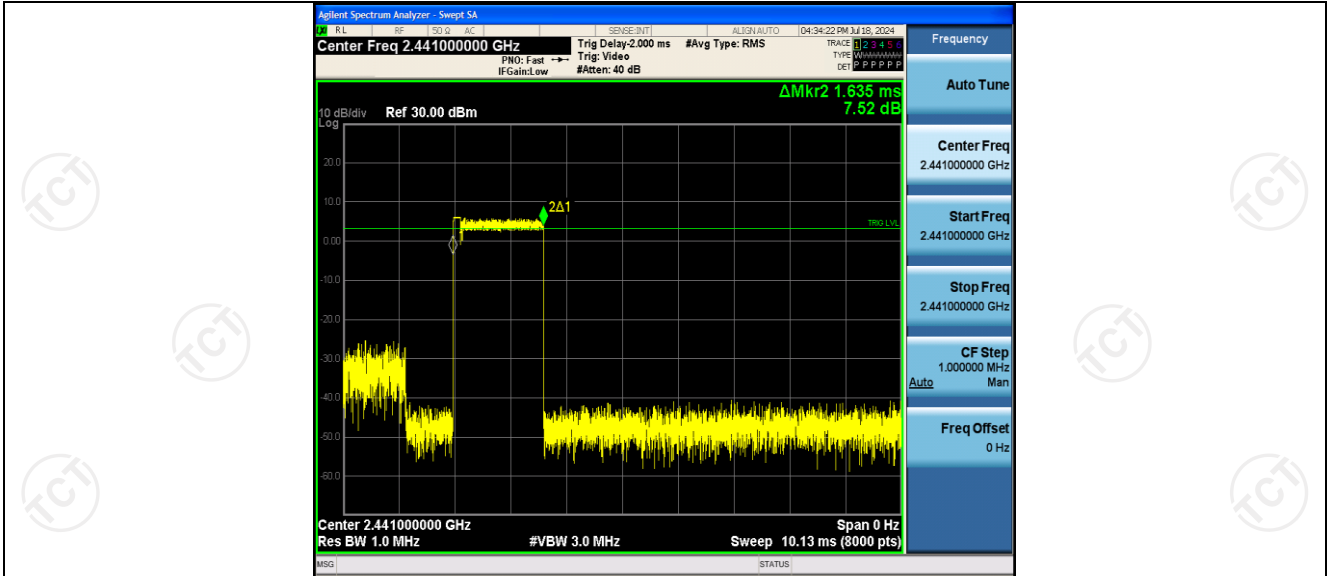 Agilent Spectrum Analyzer - Swept SA
RL RF 50 Ω AC SENSE:INT ALIGN AUTO 04:34:22 PM Jul 18, 2024
Center Freq 2.441000000 GHz
PNO: Fast
IFGain:Low
Trig Delay-2.000 ms
Trig: Video
#Atten: 40 dB
#Avg Type: RMS
TRACE 1 2 3 4 5 6
TYPE W
DET P P P P P P
Frequency
ΔMkr2 1.635 ms
7.52 dB
10 dB/div Ref 30.00 dBm
Log
20.0
10.0
0.00
-10.0
-20.0
-30.0
-40.0
-50.0
-60.0
2Δ1
TRIG LVL
Center 2.441000000 GHz Span 0 Hz
Res BW 1.0 MHz #VBW 3.0 MHz Sweep 10.13 ms (8000 pts)
MSG STATUS
Auto Tune
Center Freq
2.441000000 GHz
Start Freq
2.441000000 GHz
Stop Freq
2.441000000 GHz
CF Step
1.000000 MHz
Auto Man
Freq Offset
0 Hz
TCT
TCT
TCT
TCT
TCT
TCT